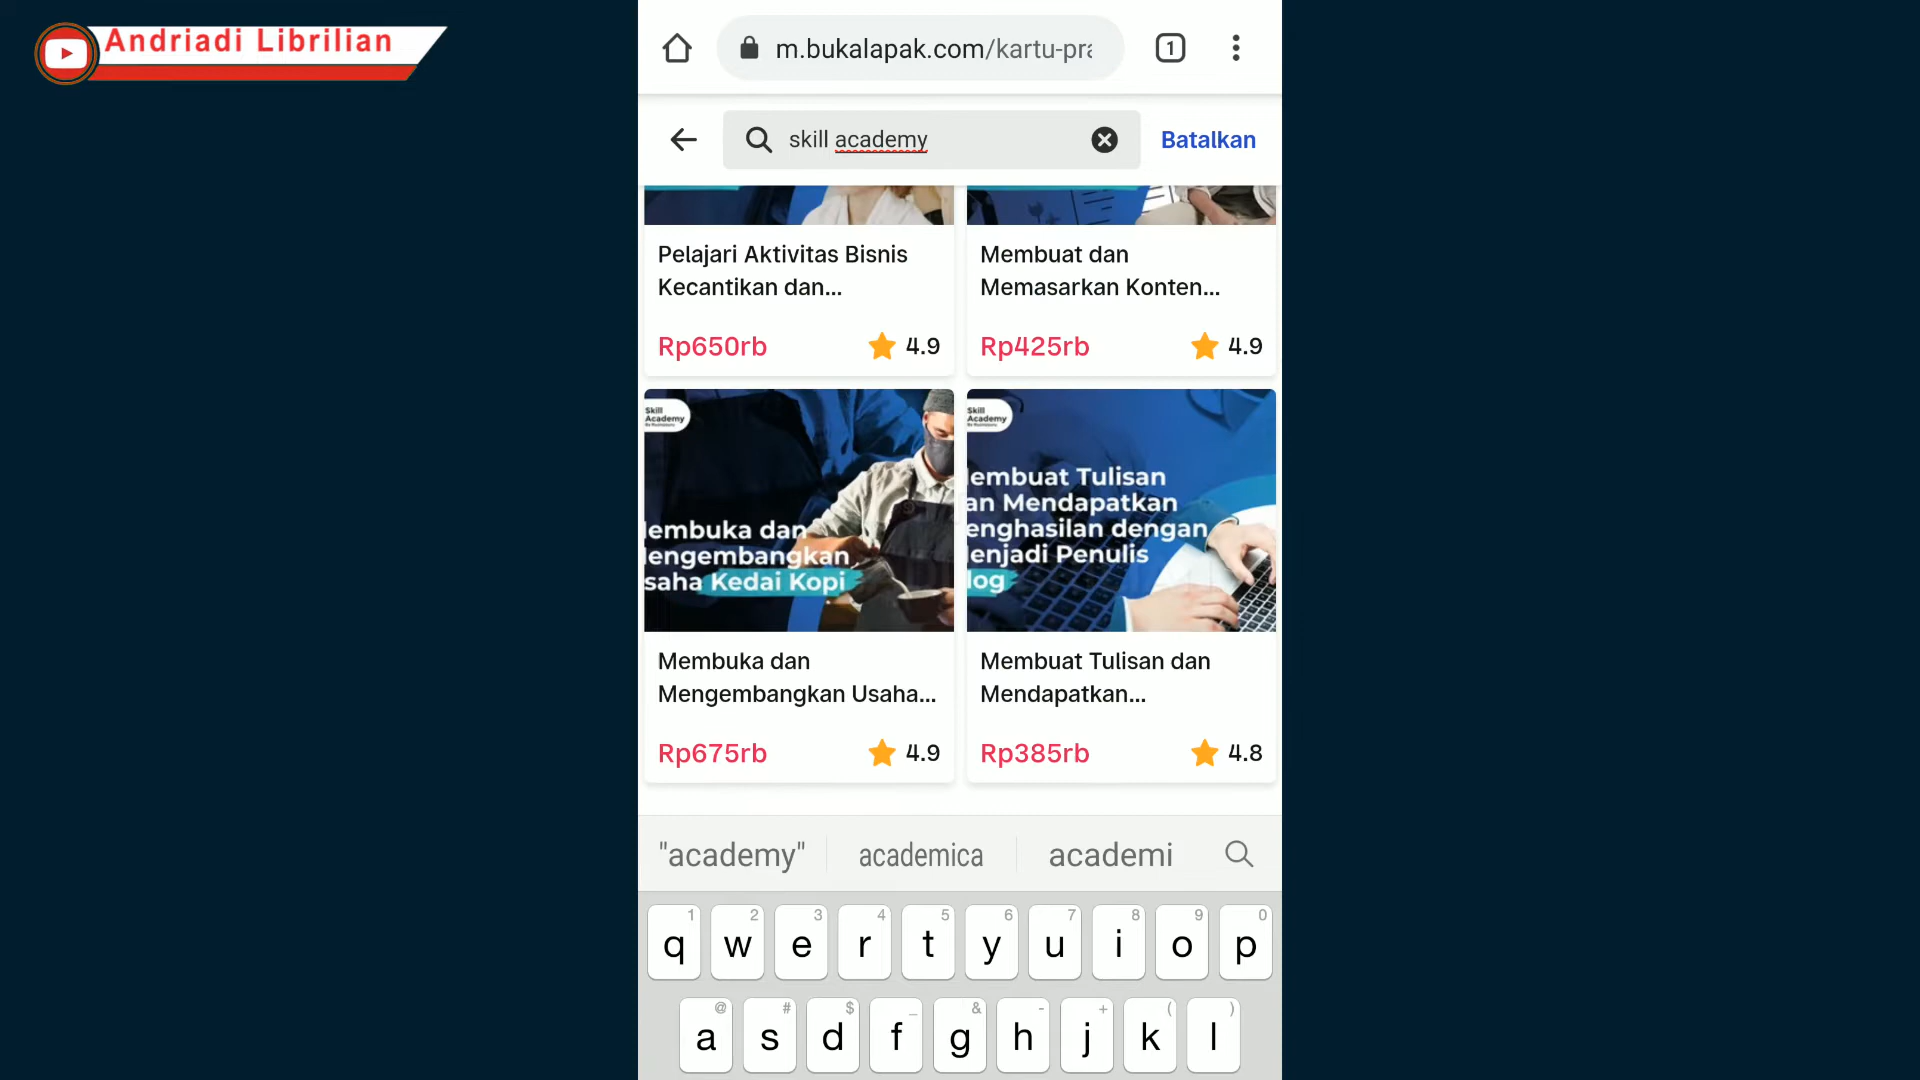 Andriadi Librilian
m.bukalapak.com/kartu-pra
1
skill academy
Batalkan
Pelajari Aktivitas Bisnis
Kecantikan dan...
Rp650rb
4.9
Membuat dan
Memasarkan Konten...
Rp425rb
4.9
Skill
Academy
embuka dan
engembangkan
saha Kedai Kopi
Membuka dan
Mengembangkan Usaha...
Rp675rb
4.9
Skill
Academy
embuat Tulisan
an Mendapatkan
enghasilan dengan
enjadi Penulis
log
Membuat Tulisan dan
Mendapatkan...
Rp385rb
4.8
"academy" academica academi
1 2 3 4 5 6 7 8 9 0
q w e r t y u i o p
@ # $ _ & - + ( )
a s d f g h j k l